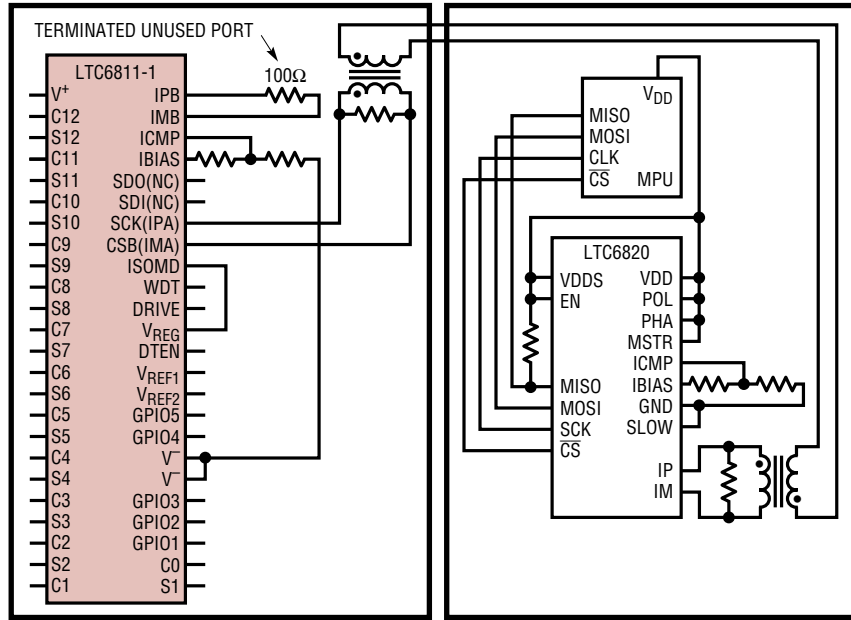 TERMINATED UNUSED PORT
100Ω
LTC6811-1
V+
C12
S12
C11
S11
C10
S10
C9
S9
C8
S8
C7
S7
C6
S6
C5
S5
C4
S4
C3
S3
C2
S2
C1
IPB
IMB
ICMP
IBIAS
SDO(NC)
SDI(NC)
SCK(IPA)
CSB(IMA)
ISOMD
WDT
DRIVE
VREG
DTEN
VREF1
VREF2
GPIO5
GPIO4
V–
V–
GPIO3
GPIO2
GPIO1
C0
S1
VDD
MISO
MOSI
CLK
CS
MPU
LTC6820
VDDS
EN
MISO
MOSI
SCK
CS
VDD
POL
PHA
MSTR
ICMP
IBIAS
GND
SLOW
IP
IM